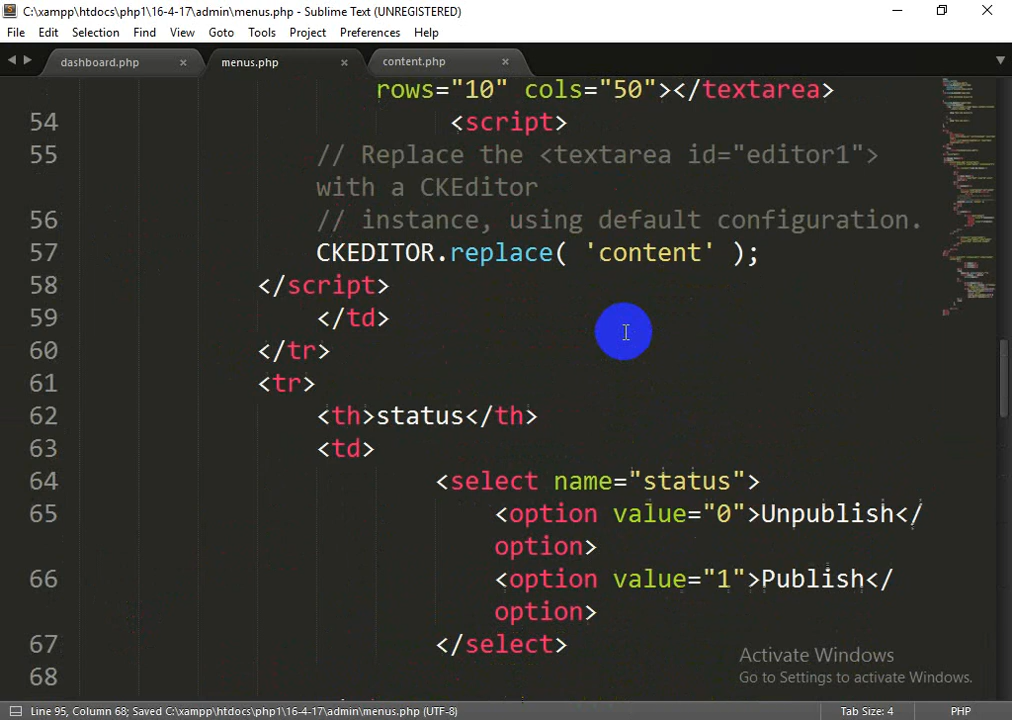 C:\xampp\htdocs\php1\16-4-17\admin\menus.php - Sublime Text (UNREGISTERED)
File Edit Selection Find View Goto Tools Project Preferences Help
dashboard.php menus.php content.php
rows="10" cols="50"></textarea>
54 <script>
55 // Replace the <textarea id="editor1">
with a CKEditor
56 // instance, using default configuration.
57 CKEDITOR.replace( 'content' );
58 </script>
59 </td>
60 </tr>
61 <tr>
62 <th>status</th>
63 <td>
64 <select name="status">
65 <option value="0">Unpublish</
option>
66 <option value="1">Publish</
option>
67 </select>
68
Activate Windows
Go to Settings to activate Windows.
Line 95, Column 68; Saved C:\xampp\htdocs\php1\16-4-17\admin\menus.php (UTF-8) Tab Size: 4 PHP